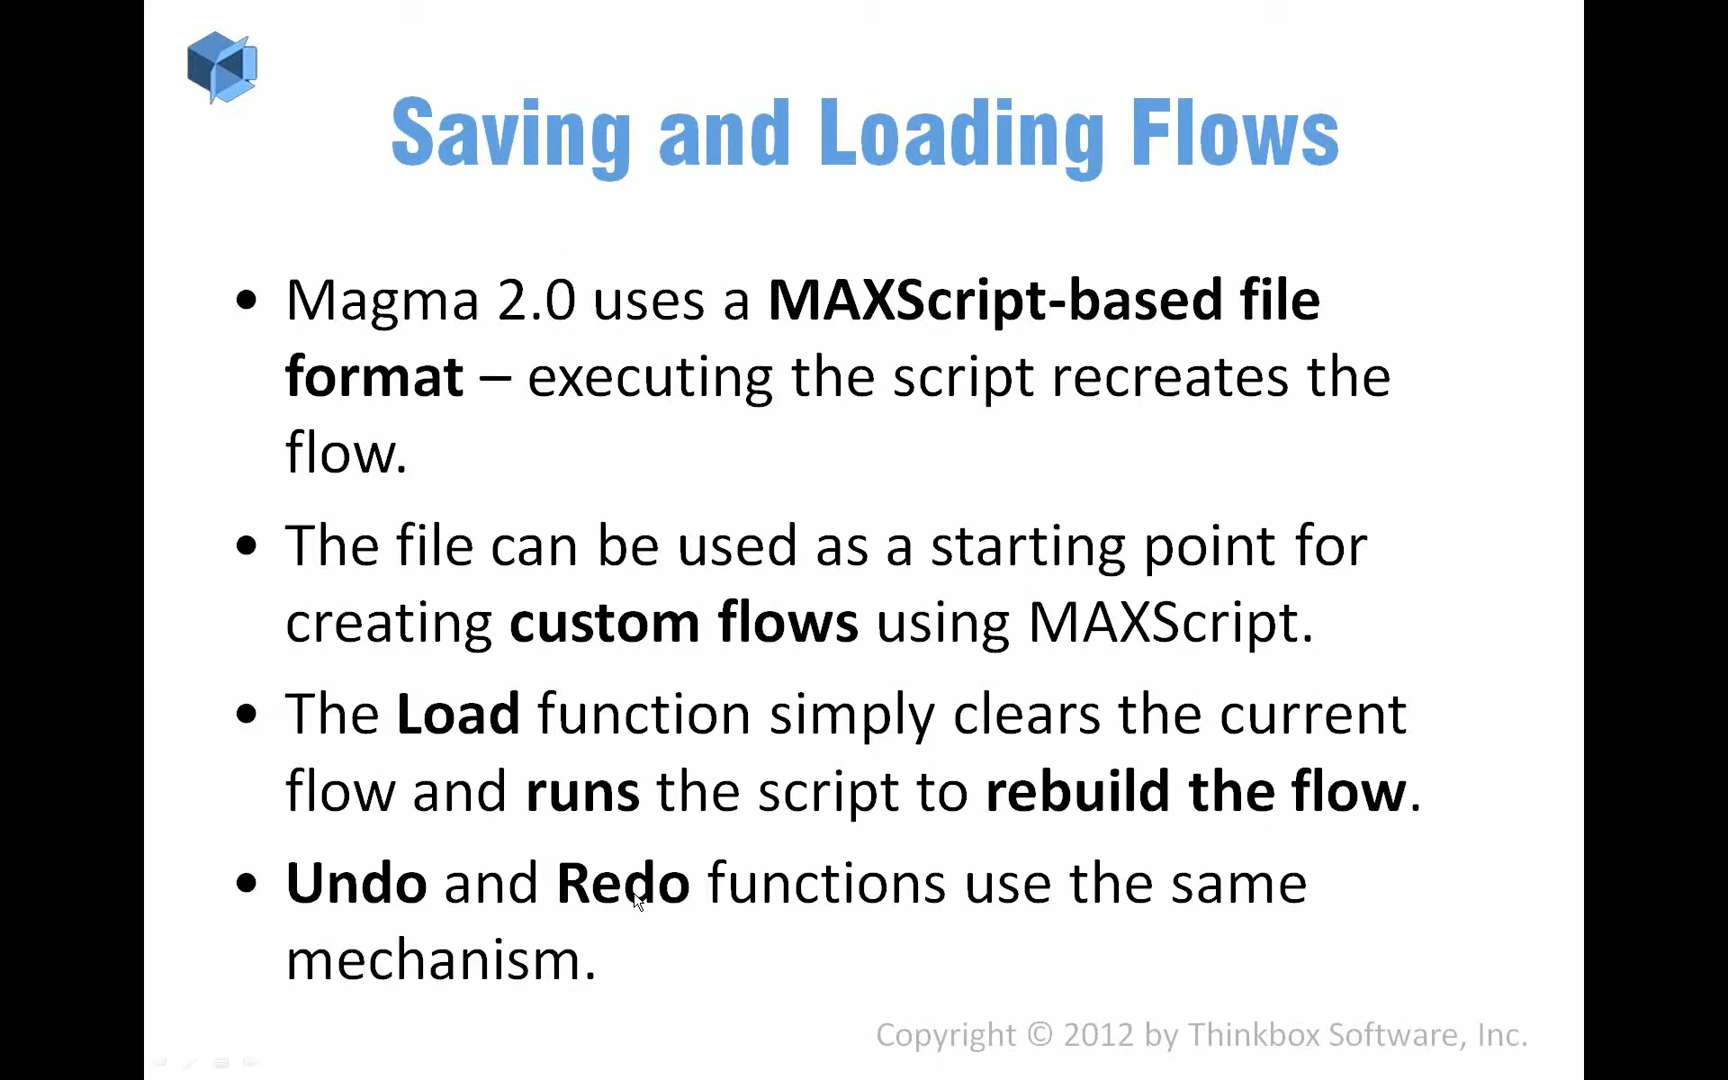 Saving and Loading Flows
• Magma 2.0 uses a MAXScript-based file
format – executing the script recreates the
flow.
• The file can be used as a starting point for
creating custom flows using MAXScript.
• The Load function simply clears the current
flow and runs the script to rebuild the flow.
• Undo and Redo functions use the same
mechanism.
Copyright © 2012 by Thinkbox Software, Inc.